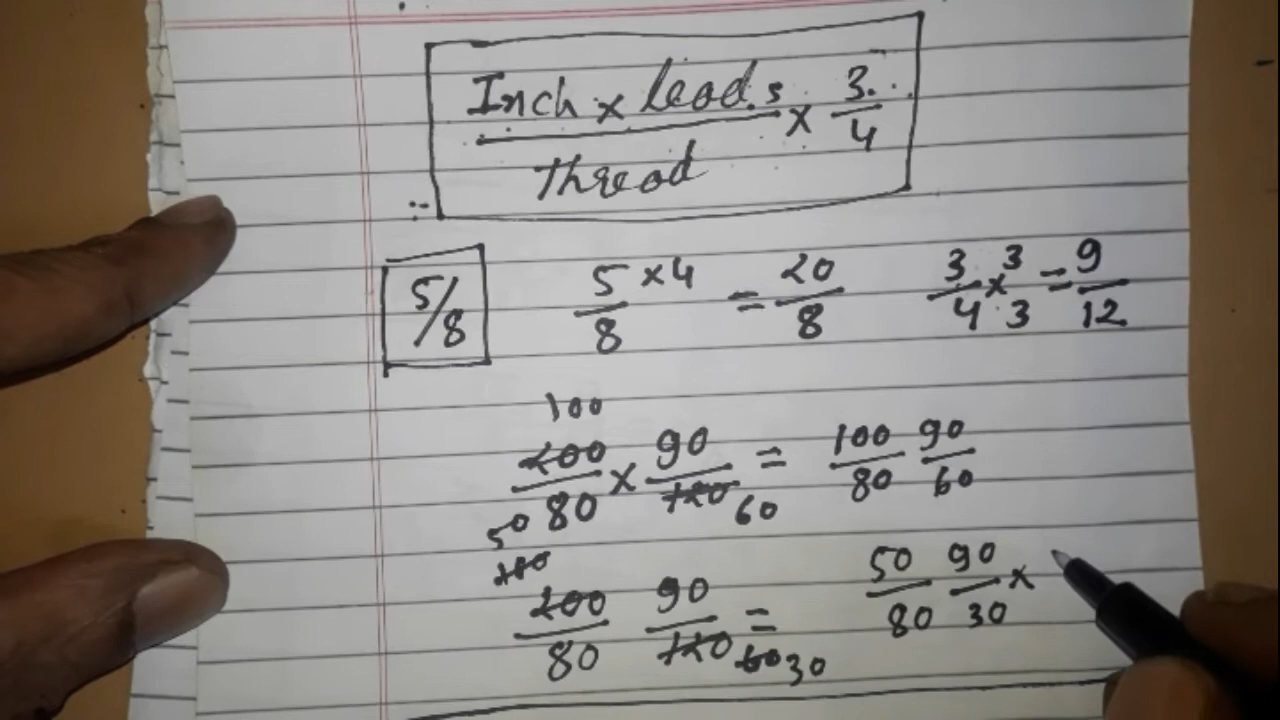 Inch x leads x 3/4
thread
:-
5/8 5/8 x4 = 20/8 3/4 x 3/3 = 9/12
100
200/80 x 90/120 = 100/80 90/60
60
50
100
200/80 90/120 = 50/80 90/30 x
60 30